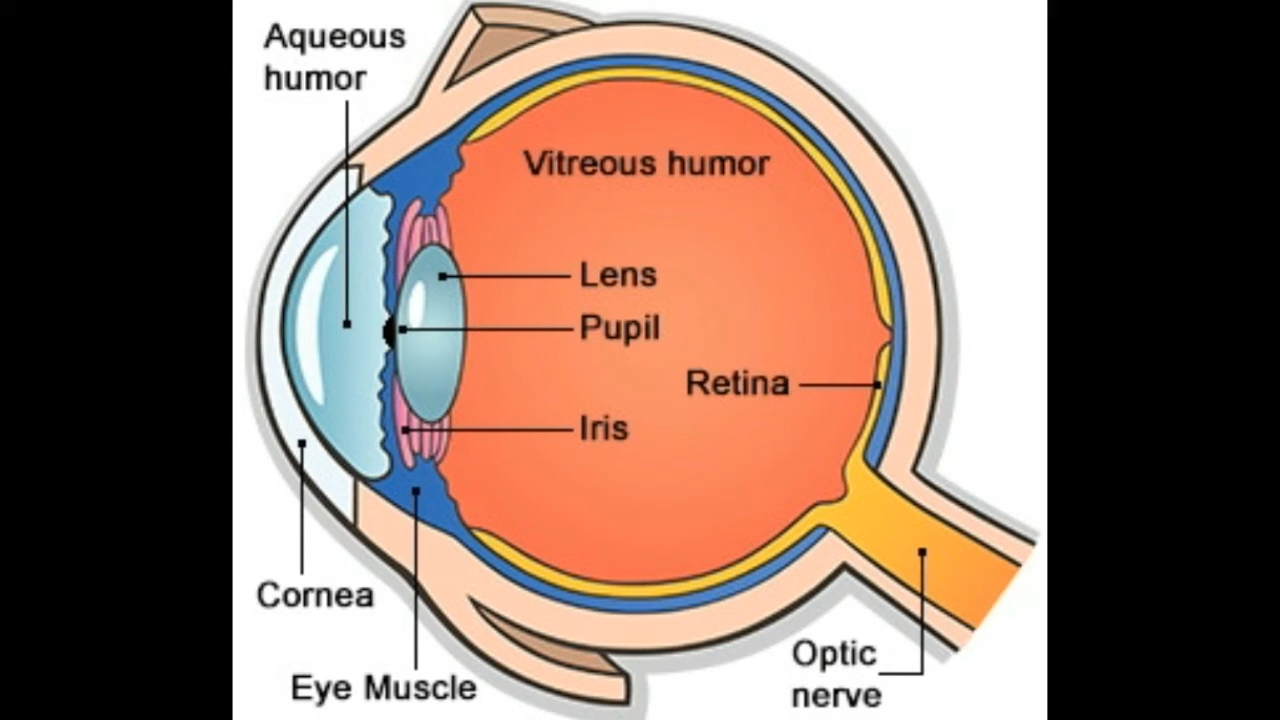 Aqueous
humor
Vitreous humor
Lens
Pupil
Retina
Iris
Cornea
Eye Muscle
Optic
nerve